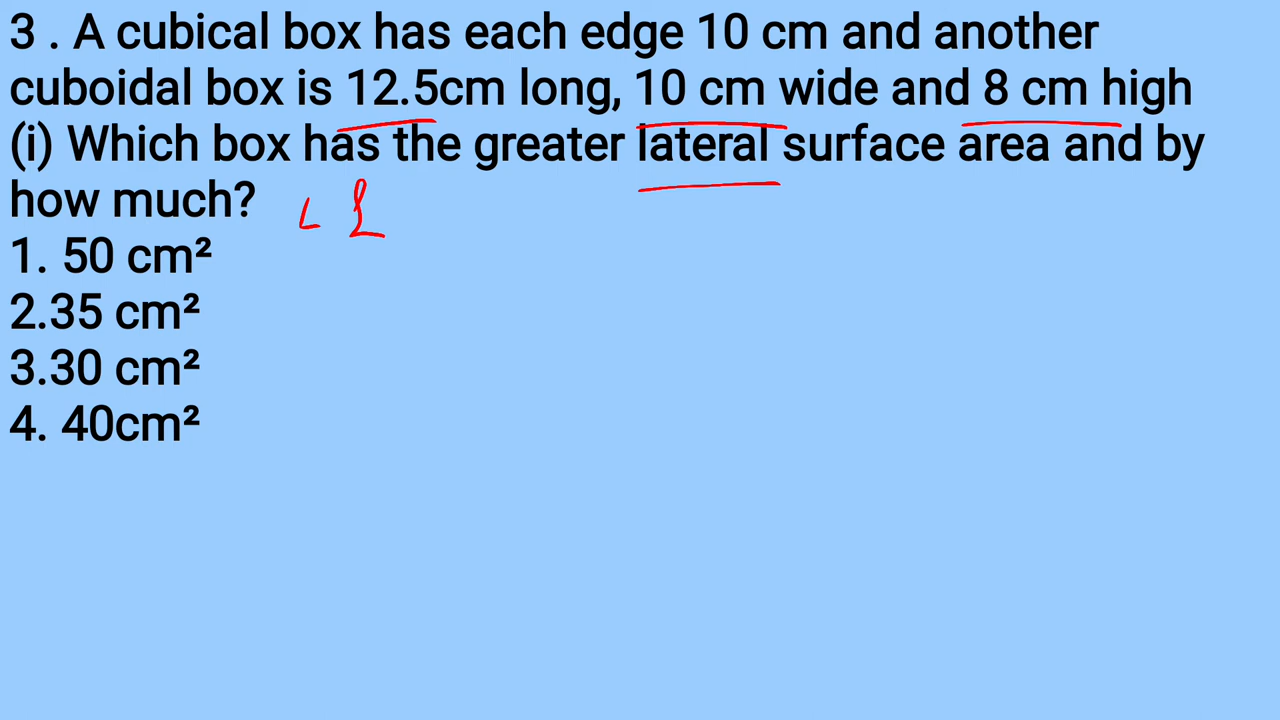 3 . A cubical box has each edge 10 cm and another
cuboidal box is 12.5cm long, 10 cm wide and 8 cm high
(i) Which box has the greater lateral surface area and by
how much?
1. 50 cm²
2.35 cm²
3.30 cm²
4. 40cm²